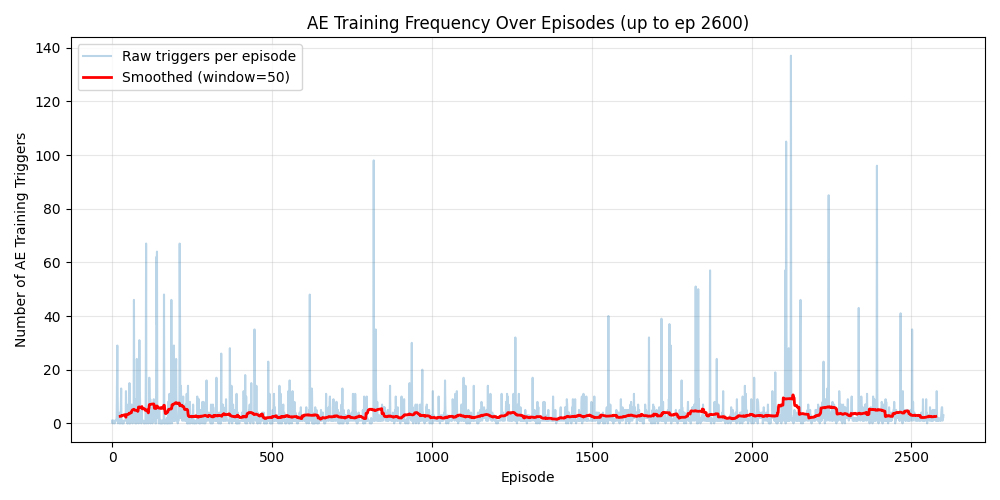 AE Training Frequency Over Episodes (up to ep 2600)
Raw triggers per episode
Smoothed (window=50)
Number of AE Training Triggers
140
120
100
80
60
40
20
0
0
500
1000
1500
2000
2500
Episode